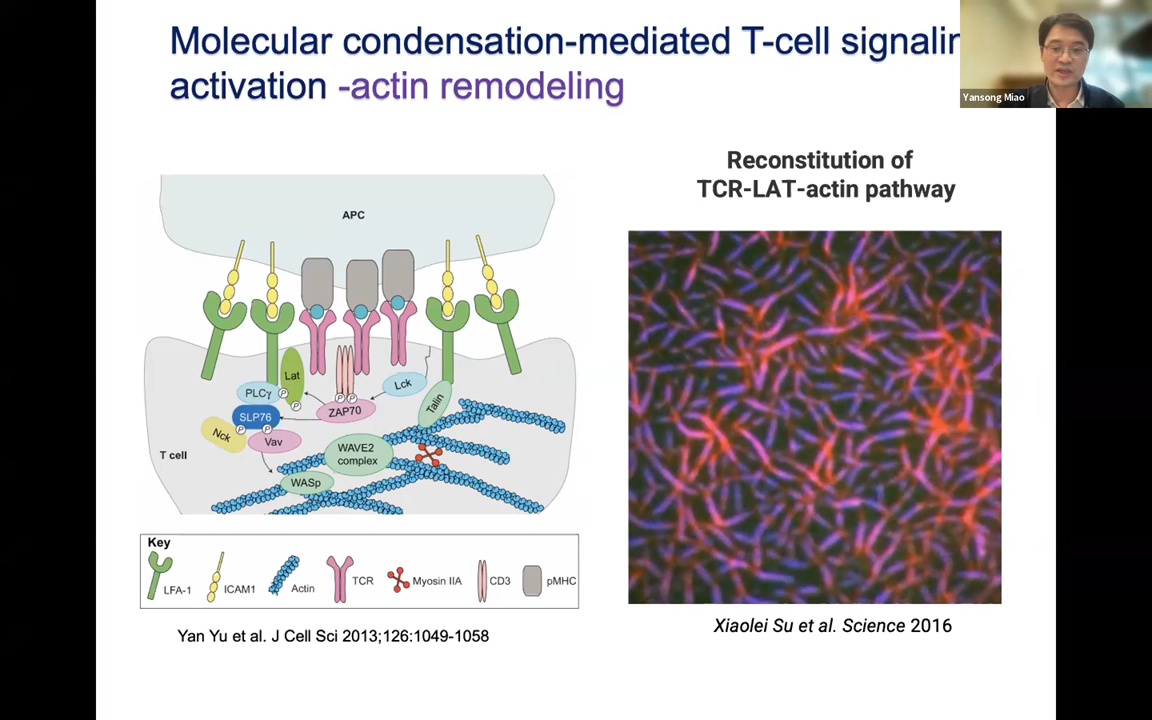 Molecular condensation-mediated T-cell
activation -actin remodeling
Yansong Miao
Reconstitution of
TCR-LAT-actin pathway
APC
Lat
PLCγ
P
P
P P
Lck
ZAP70
SLP76
Talin
P
P
Nck
Vav
WAVE2
complex
T cell
WASp
Key
LFA-1
ICAM1
Actin
TCR
Myosin IIA
CD3
pMHC
Yan Yu et al. J Cell Sci 2013;126:1049-1058
Xiaolei Su et al. Science 2016